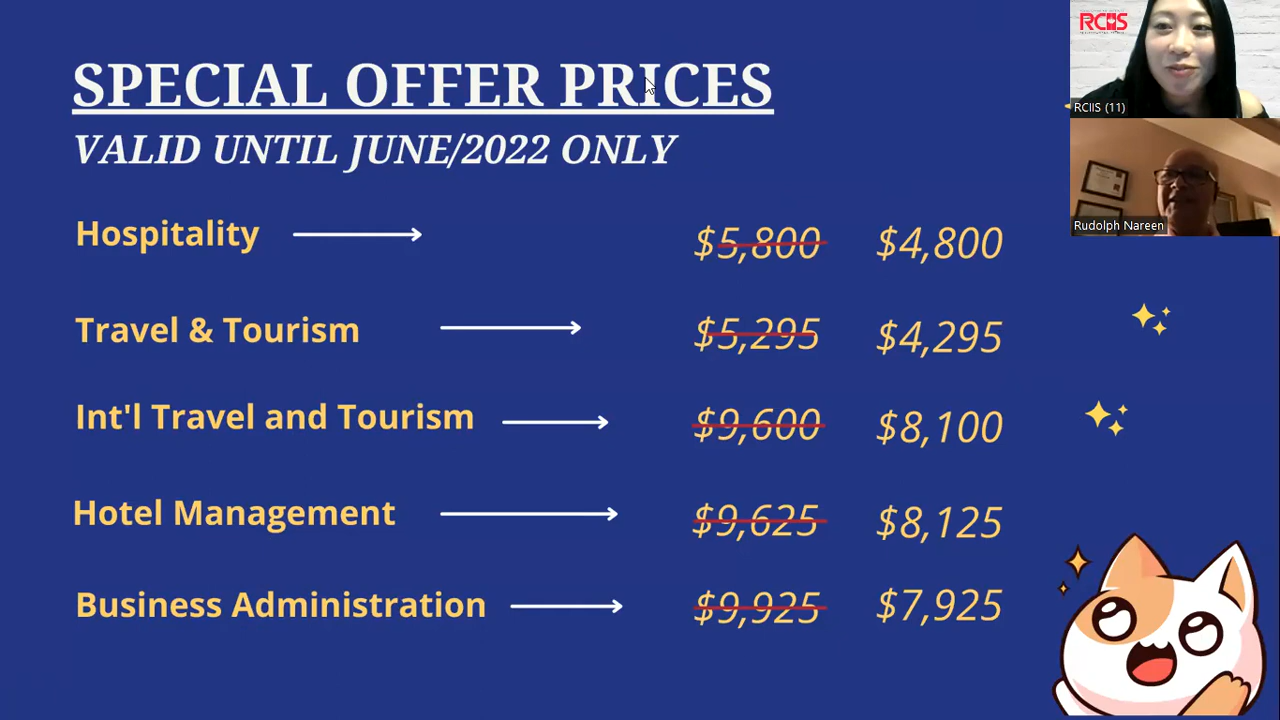 SPECIAL OFFER PRICES
VALID UNTIL JUNE/2022 ONLY
Hospitality $5,800 $4,800
Travel & Tourism $5,295 $4,295
Int'l Travel and Tourism $9,600 $8,100
Hotel Management $9,625 $8,125
Business Administration $9,925 $7,925
RCIIS
RCIIS (11)
Rudolph Nareen